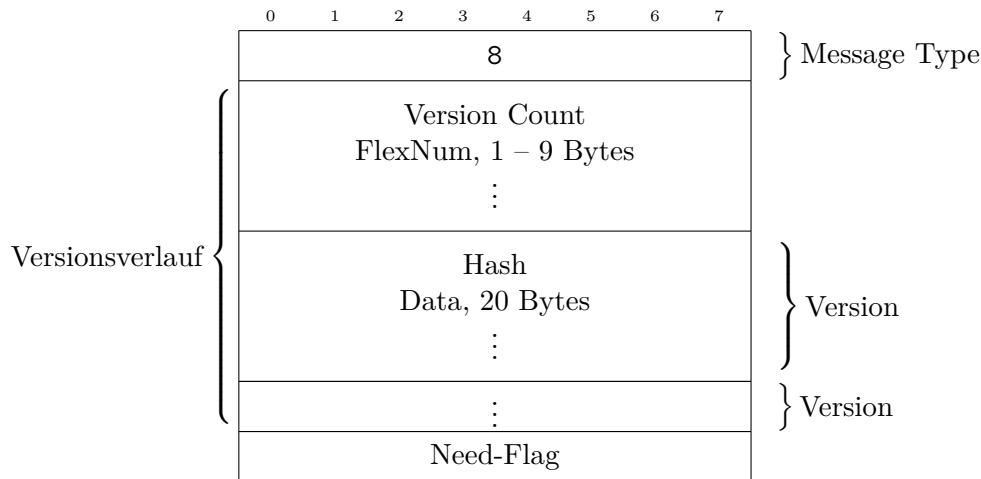 0 1 2 3 4 5 6 7
8
Message Type
Version Count
FlexNum, 1 – 9 Bytes
⋮
Versionsverlauf
Hash
Data, 20 Bytes
⋮
Version
⋮
Version
Need-Flag